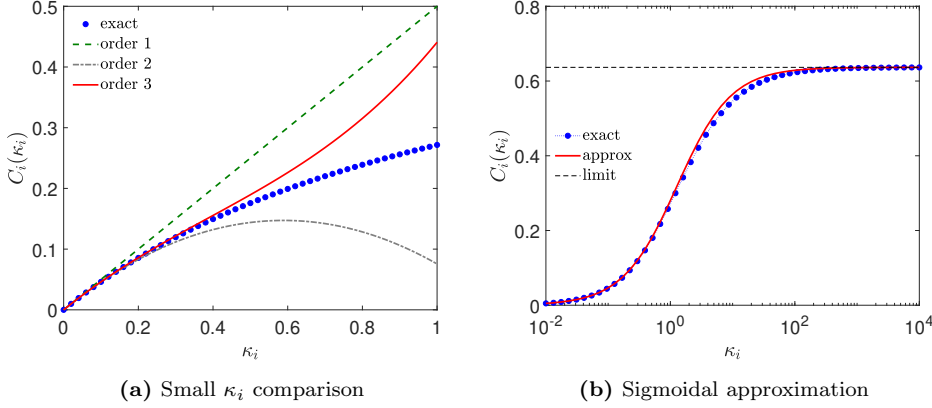 0.5
0.4
0.3
0.2
0.1
0
C_i(κ_i)
exact
order 1
order 2
order 3
0 0.2 0.4 0.6 0.8 1
κ_i
(a) Small κ_i comparison
0.8
0.6
0.4
0.2
0
C_i(κ_i)
exact
approx
limit
10^{-2} 10^0 10^2 10^4
κ_i
(b) Sigmoidal approximation